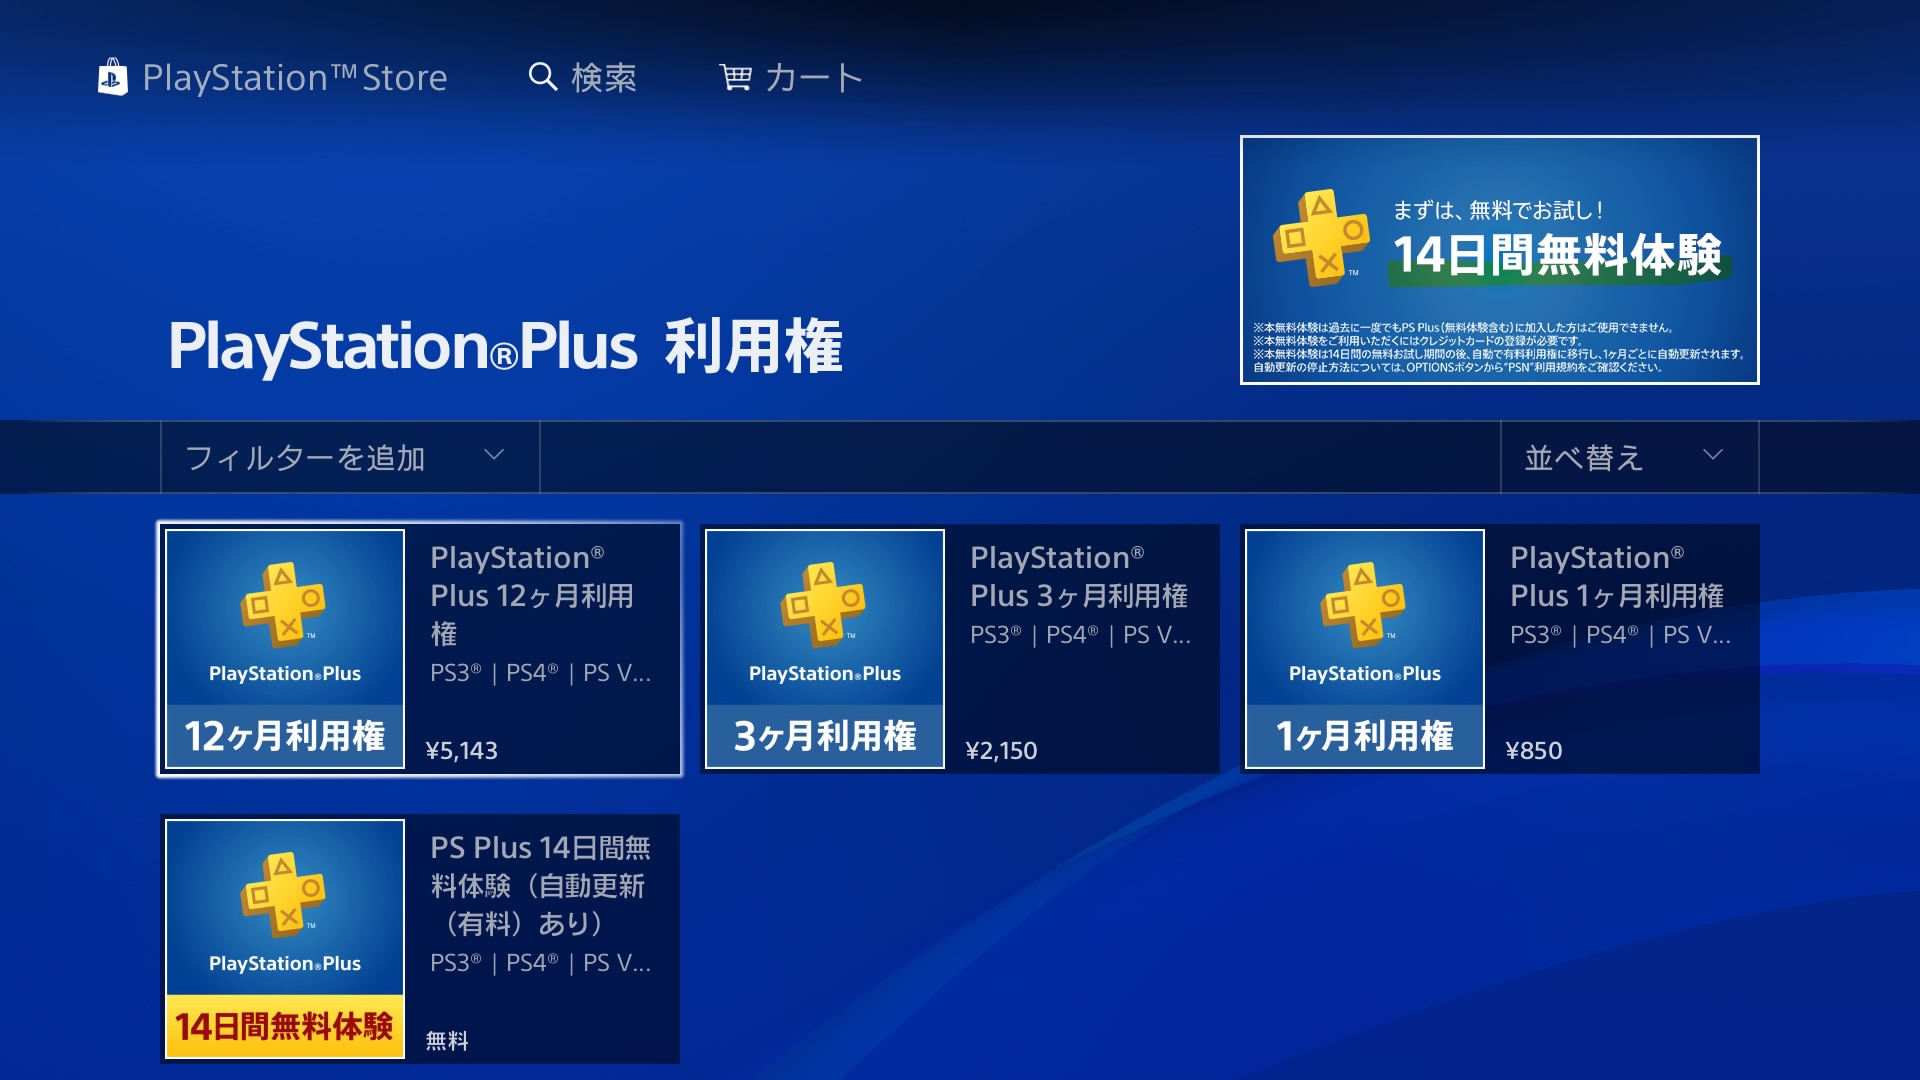 PlayStation™Store
検索
カート
まずは、無料でお試し!
14日間無料体験
TM
※本無料体験は過去に一度でもPS Plus(無料体験含む)に加入した方はご使用できません。
※本無料体験をご利用いただくにはクレジットカードの登録が必要です。
※本無料体験は14日間の無料お試し期間の後、自動で有料利用権に移行し、1ヶ月ごとに自動更新されます。
自動更新の停止方法については、OPTIONSボタンから"PSN"利用規約をご確認ください。
PlayStation®Plus 利用権
フィルターを追加
並べ替え
TM
PlayStation®Plus
12ヶ月利用権
PlayStation®
Plus 12ヶ月利用
権
PS3® | PS4® | PS V...
¥5,143
TM
PlayStation®Plus
3ヶ月利用権
PlayStation®
Plus 3ヶ月利用権
PS3® | PS4® | PS V...
¥2,150
TM
PlayStation®Plus
1ヶ月利用権
PlayStation®
Plus 1ヶ月利用権
PS3® | PS4® | PS V...
¥850
TM
PlayStation®Plus
14日間無料体験
PS Plus 14日間無
料体験（自動更新
（有料）あり）
PS3® | PS4® | PS V...
無料